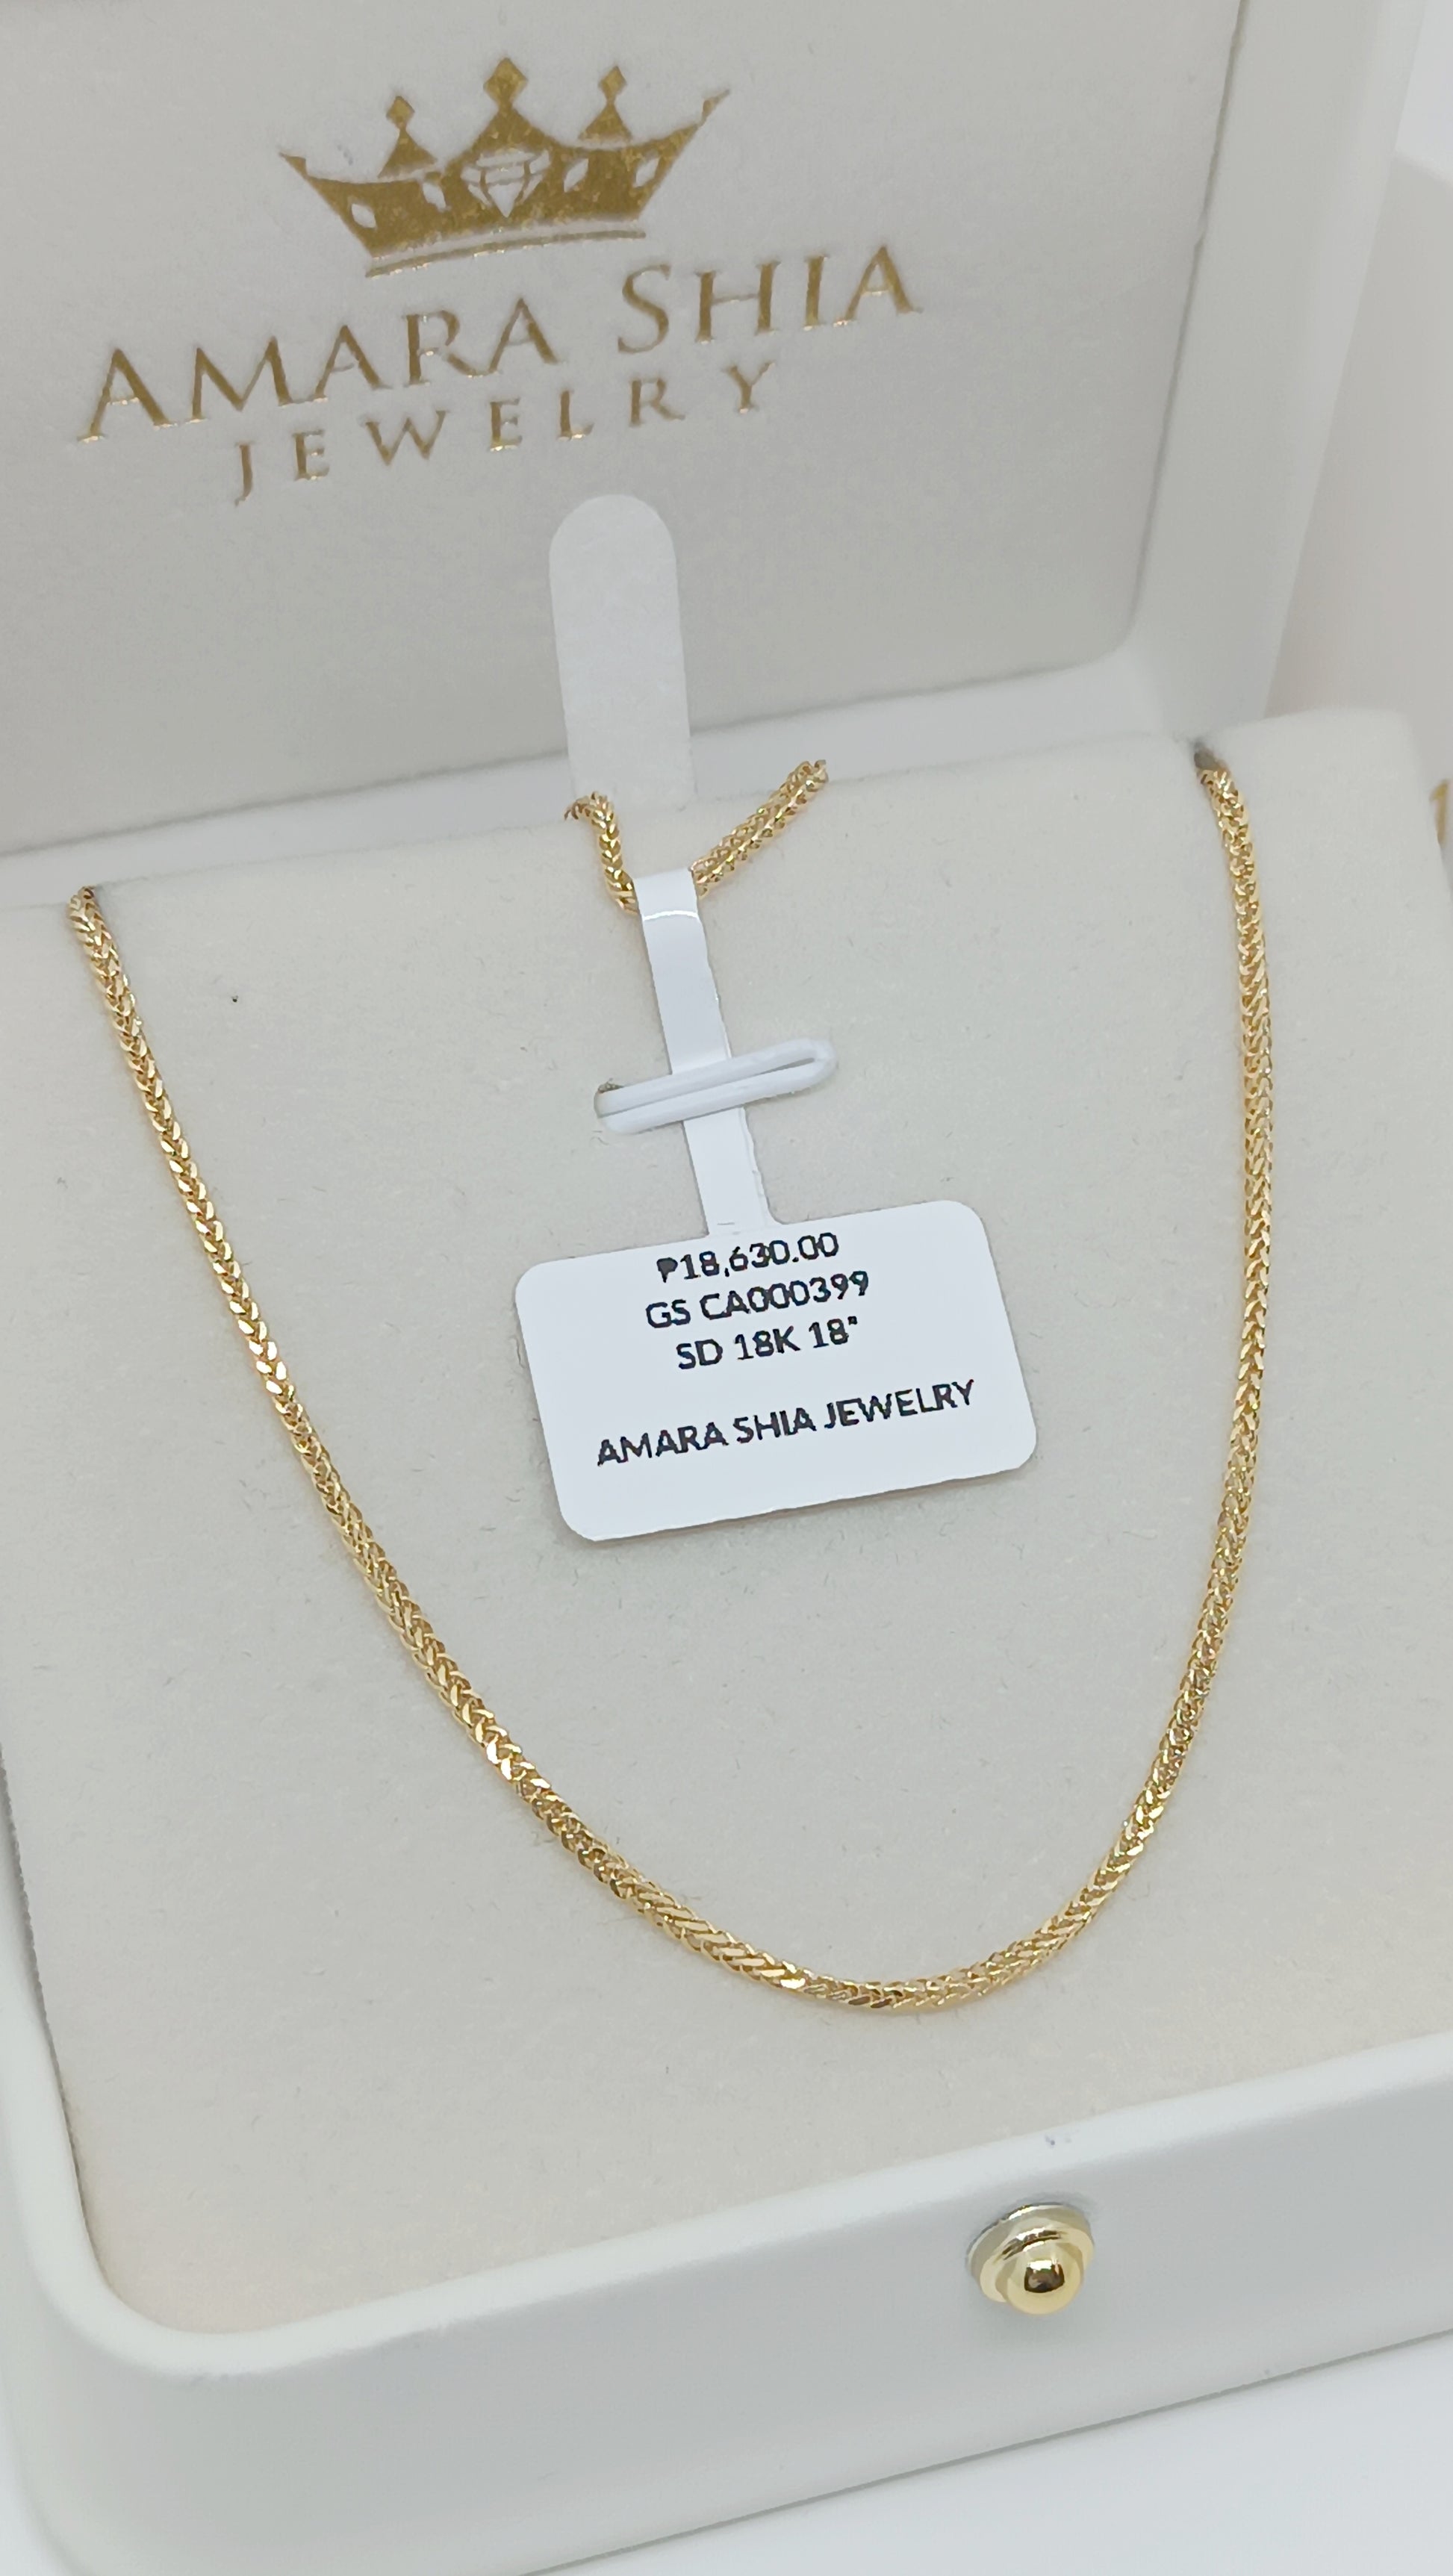 AMARA SHIA
JEWELRY
₱18,630.00
GS CA000399
SD 18K 18"
AMARA SHIA JEWELRY